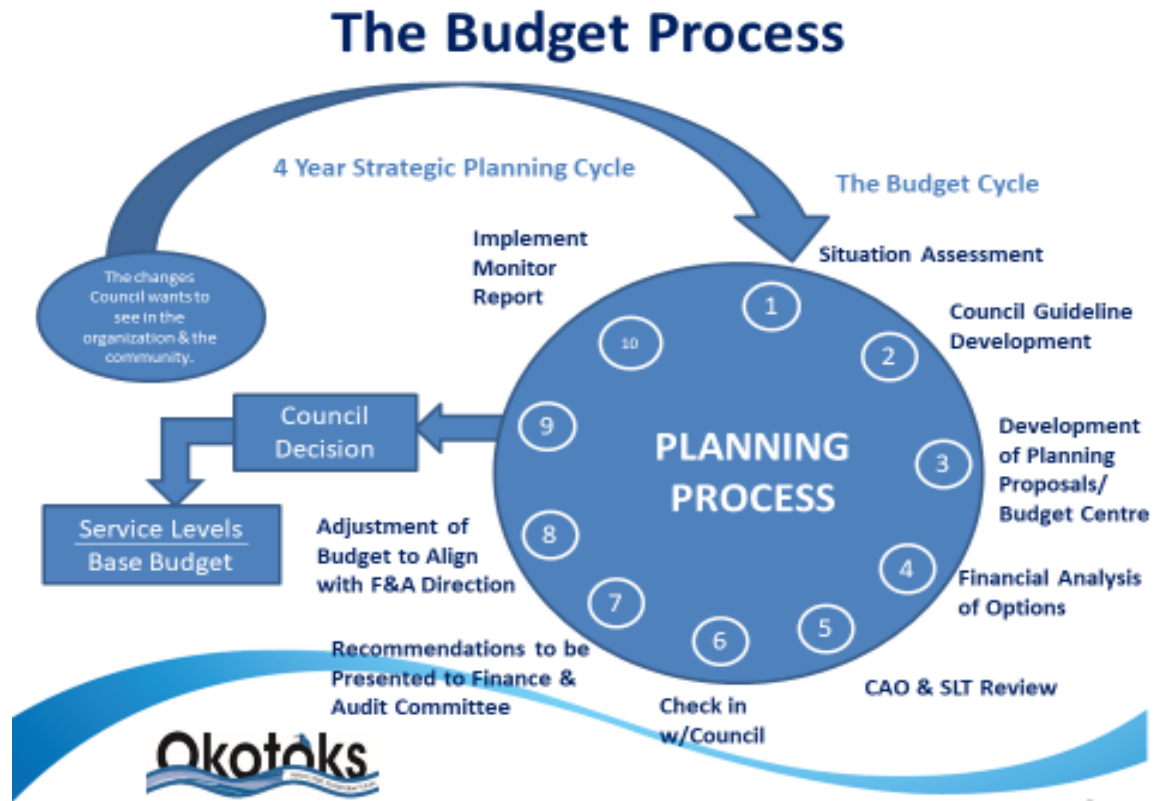 The Budget Process
4 Year Strategic Planning Cycle
The Budget Cycle
The changes
Council wants to
see in the
organization & the
community.
Implement
Monitor
Report
Situation Assessment
Council Guideline
Development
Development
of Planning
Proposals/
Budget Centre
Financial Analysis
of Options
CAO & SLT Review
Check in
w/Council
Recommendations to be
Presented to Finance &
Audit Committee
Adjustment of
Budget to Align
with F&A Direction
Council
Decision
Service Levels
Base Budget
1
2
3
4
5
6
7
8
9
10
PLANNING
PROCESS
Okotoks